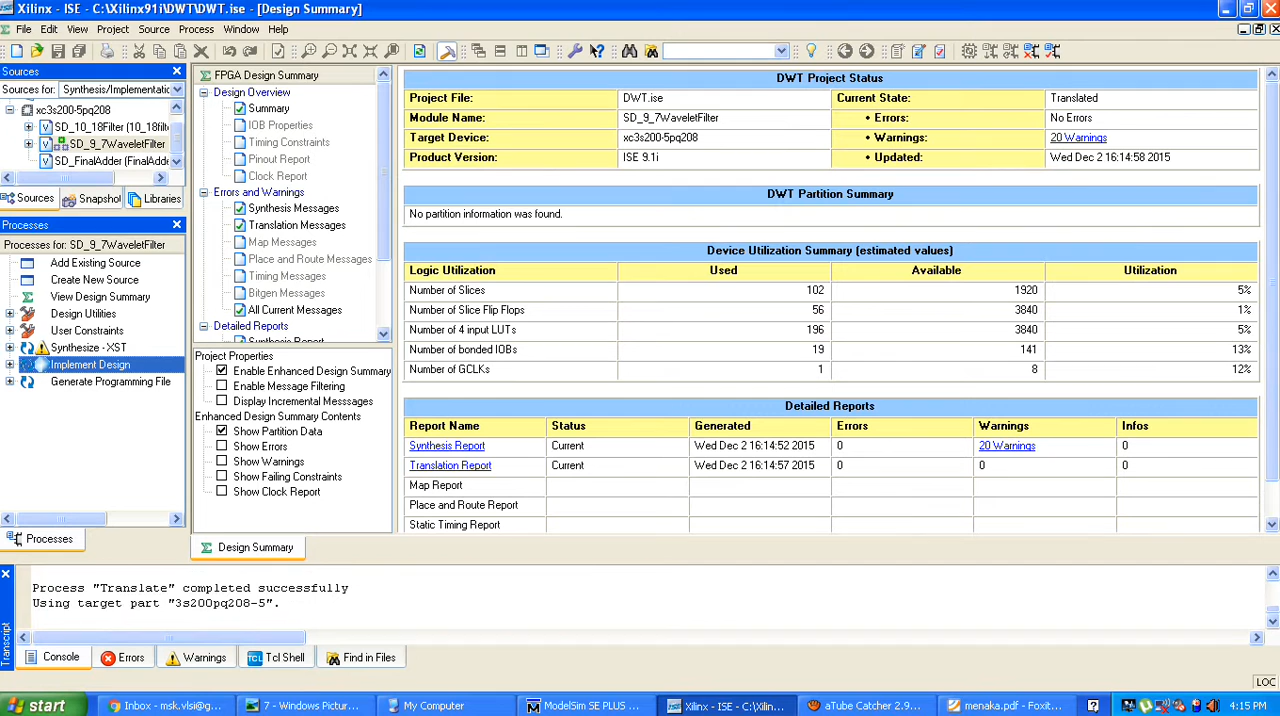 Xilinx - ISE - C:\Xilinx91i\DWT\DWT.ise - [Design Summary]
File Edit View Project Source Process Window Help
Sources
Sources for: Synthesis/Implementatic
xc3s200-5pq208
SD_10_18Filter (10_18filt
SD_9_7WaveletFilter
SD_FinalAdder (FinalAdde
Sources Snapshot Libraries
Processes
Processes for: SD_9_7WaveletFilter
Add Existing Source
Create New Source
View Design Summary
Design Utilities
User Constraints
Synthesize - XST
Implement Design
Generate Programming File
Processes
FPGA Design Summary
Design Overview
Summary
IOB Properties
Timing Constraints
Pinout Report
Clock Report
Errors and Warnings
Synthesis Messages
Translation Messages
Map Messages
Place and Route Messages
Timing Messages
Bitgen Messages
All Current Messages
Detailed Reports
Synthesis Report
Project Properties
Enable Enhanced Design Summary
Enable Message Filtering
Display Incremental Messsages
Enhanced Design Summary Contents
Show Partition Data
Show Errors
Show Warnings
Show Failing Constraints
Show Clock Report
Design Summary
DWT Project Status
Project File: DWT.ise Current State: Translated
Module Name: SD_9_7WaveletFilter • Errors: No Errors
Target Device: xc3s200-5pq208 • Warnings: 20 Warnings
Product Version: ISE 9.1i • Updated: Wed Dec 2 16:14:58 2015
DWT Partition Summary
No partition information was found.
Device Utilization Summary (estimated values)
Logic Utilization Used Available Utilization
Number of Slices 102 1920 5%
Number of Slice Flip Flops 56 3840 1%
Number of 4 input LUTs 196 3840 5%
Number of bonded IOBs 19 141 13%
Number of GCLKs 1 8 12%
Detailed Reports
Report Name Status Generated Errors Warnings Infos
Synthesis Report Current Wed Dec 2 16:14:52 2015 0 20 Warnings 0
Translation Report Current Wed Dec 2 16:14:57 2015 0 0 0
Map Report
Place and Route Report
Static Timing Report
Process "Translate" completed successfully
Using target part "3s200pq208-5".
Transcript
Console Errors Warnings TCL Tcl Shell Find in Files
LOC
start Inbox - msk.vlsi@g... 7 - Windows Pictur... My Computer ModelSim SE PLUS ... Xilinx - ISE - C:\Xilin... aTube Catcher 2.9... menaka.pdf - Foxit... 4:15 PM